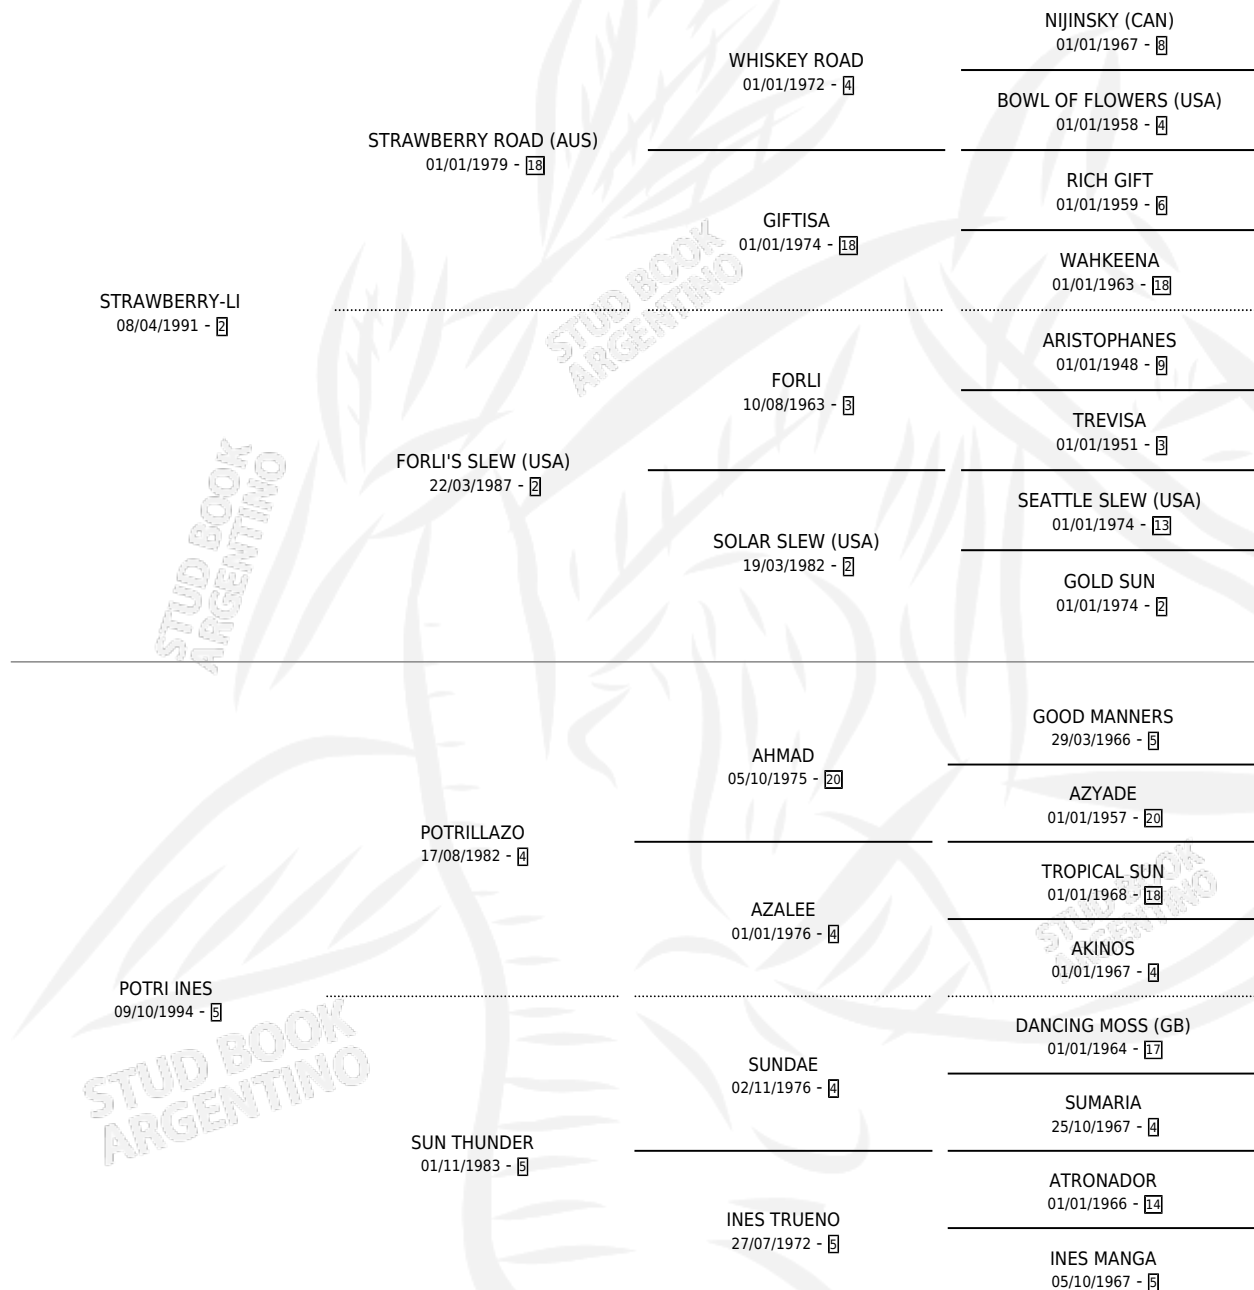 NIJINSKY (CAN)
01/01/1967 - 8
WHISKEY ROAD
01/01/1972 - 4
BOWL OF FLOWERS (USA)
01/01/1958 - 4
STRAWBERRY ROAD (AUS)
01/01/1979 - 18
RICH GIFT
01/01/1959 - 6
GIFTISA
01/01/1974 - 18
WAHKEENA
01/01/1963 - 18
STRAWBERRY-LI
08/04/1991 - 2
ARISTOPHANES
01/01/1948 - 9
FORLI
10/08/1963 - 3
TREVISA
01/01/1951 - 3
FORLI'S SLEW (USA)
22/03/1987 - 2
SEATTLE SLEW (USA)
01/01/1974 - 13
SOLAR SLEW (USA)
19/03/1982 - 2
GOLD SUN
01/01/1974 - 2
GOOD MANNERS
29/03/1966 - 5
AHMAD
05/10/1975 - 20
AZYADE
01/01/1957 - 20
POTRILLAZO
17/08/1982 - 4
TROPICAL SUN
01/01/1968 - 18
AZALEE
01/01/1976 - 4
AKINOS
01/01/1967 - 4
POTRI INES
09/10/1994 - 5
DANCING MOSS (GB)
01/01/1964 - 17
SUNDAE
02/11/1976 - 4
SUMARIA
25/10/1967 - 4
SUN THUNDER
01/11/1983 - 5
ATRONADOR
01/01/1966 - 14
INES TRUENO
27/07/1972 - 5
INES MANGA
05/10/1967 - 5
STUD BOOK
ARGENTINO
STUD BOOK
ARGENTINO
STUD BOOK
ARGENTINO
STUD BOOK
ARGENTINO